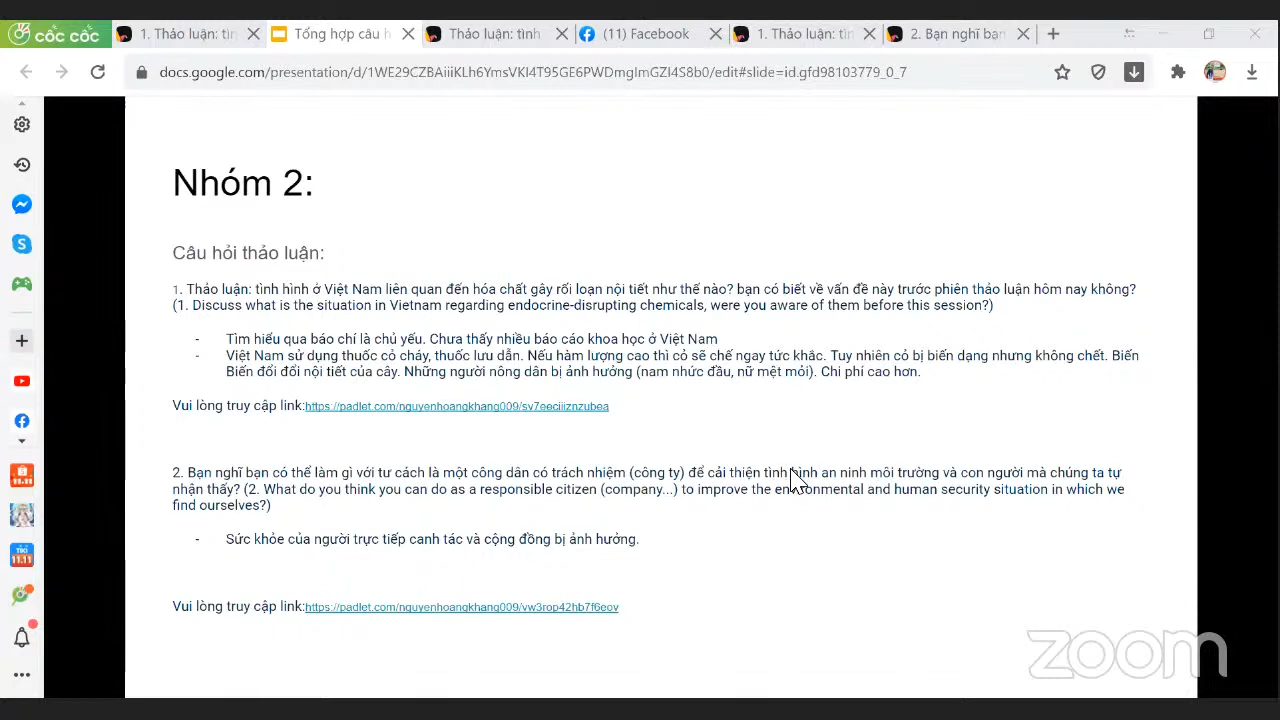 cốc cốc
1. Thảo luận: tìn
Tổng hợp câu h
Thảo luận: tình
(11) Facebook
1. Thảo luận: tìn
2. Bạn nghĩ bạn
docs.google.com/presentation/d/1WE29CZBAiiiKLh6YmsVKI4T95GE6PWDmgImGZI4S8b0/edit#slide=id.gfd98103779_0_7
Nhóm 2:
Câu hỏi thảo luận:
1. Thảo luận: tình hình ở Việt Nam liên quan đến hóa chất gây rối loạn nội tiết như thế nào? bạn có biết về vấn đề này trước phiên thảo luận hôm nay không?
(1. Discuss what is the situation in Vietnam regarding endocrine-disrupting chemicals, were you aware of them before this session?)
- Tìm hiểu qua báo chí là chủ yếu. Chưa thấy nhiều báo cáo khoa học ở Việt Nam
- Việt Nam sử dụng thuốc cỏ cháy, thuốc lưu dẫn. Nếu hàm lượng cao thì cỏ sẽ chế ngay tức khắc. Tuy nhiên cỏ bị biến dạng nhưng không chết. Biến
Biến đổi đổi nội tiết của cây. Những người nông dân bị ảnh hưởng (nam nhức đầu, nữ mệt mỏi). Chi phí cao hơn.
Vui lòng truy cập link:https://padlet.com/nguyenhoangkhang009/sv7eeciiiznzubea
2. Bạn nghĩ bạn có thể làm gì với tư cách là một công dân có trách nhiệm (công ty) để cải thiện tình hình an ninh môi trường và con người mà chúng ta tự
nhận thấy? (2. What do you think you can do as a responsible citizen (company...) to improve the environmental and human security situation in which we
find ourselves?)
- Sức khỏe của người trực tiếp canh tác và cộng đồng bị ảnh hưởng.
Vui lòng truy cập link:https://padlet.com/nguyenhoangkhang009/vw3rop42hb7f6eov
11.11
TIKI
11.11
zoom